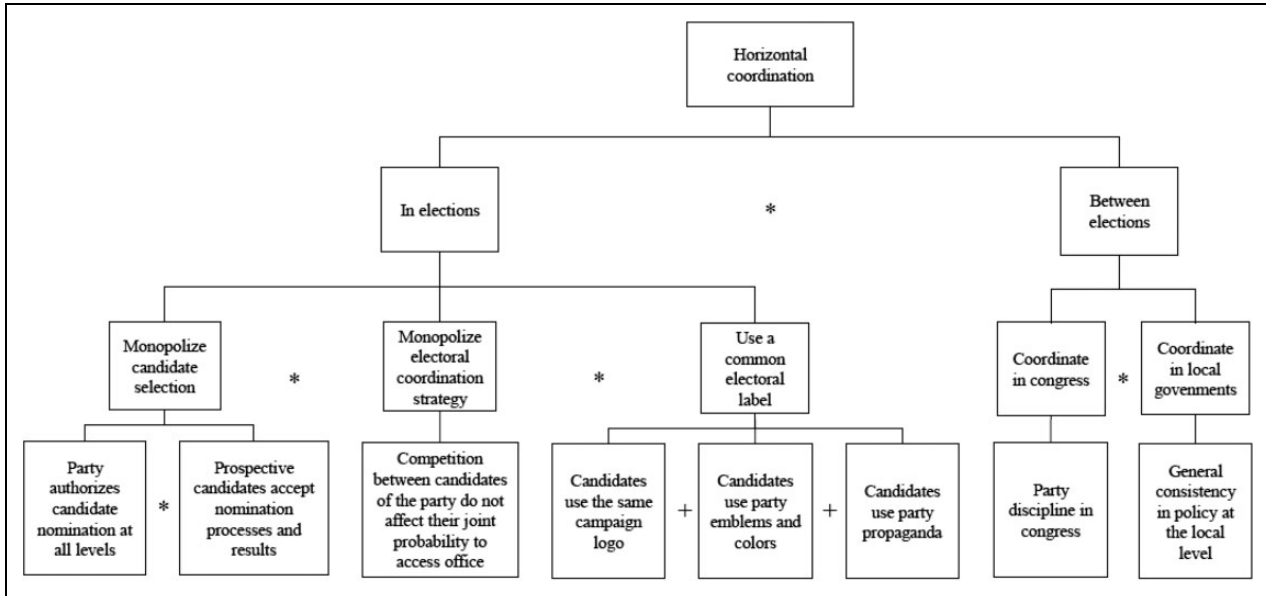 Horizontal
coordination
In elections
*
Between
elections
Monopolize
candidate
selection
*
Monopolize
electoral
coordination
strategy
*
Use a
common
electoral
label
Coordinate
in congress
*
Coordinate
in local
govenments
Party
authorizes
candidate
nomination at
all levels
*
Prospective
candidates accept
nomination
processes and
results
Competition
between candidates
of the party do not
affect their joint
probability to
access office
Candidates
use the same
campaign
logo
+
Candidates
use party
emblems and
colors
+
Candidates
use party
propaganda
Party
discipline in
congress
General
consistency
in policy at
the local
level